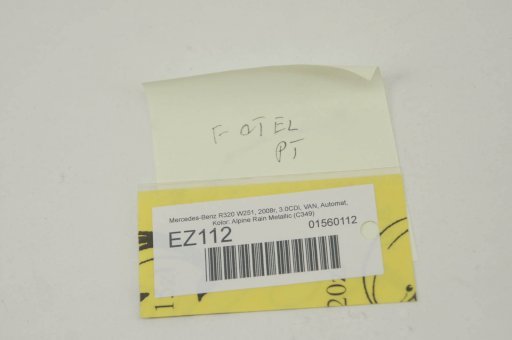 FOTEL
PT
Mercedes-Benz R320 W251, 2008r, 3.0CDi, VAN, Automat,
Kolor: Alpine Rain Metallic (C349)
EZ112
01560112